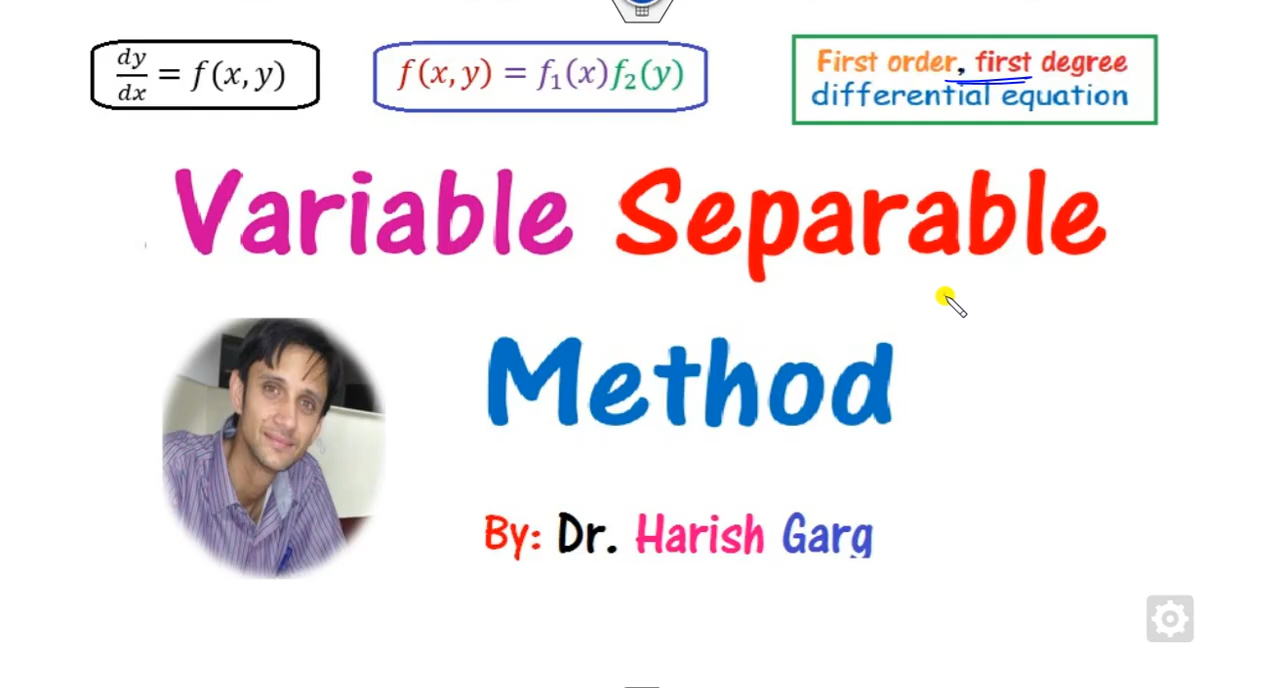 dy/dx = f(x, y)
f(x, y) = f₁(x)f₂(y)
First order, first degree
differential equation
Variable Separable
Method
By: Dr. Harish Garg